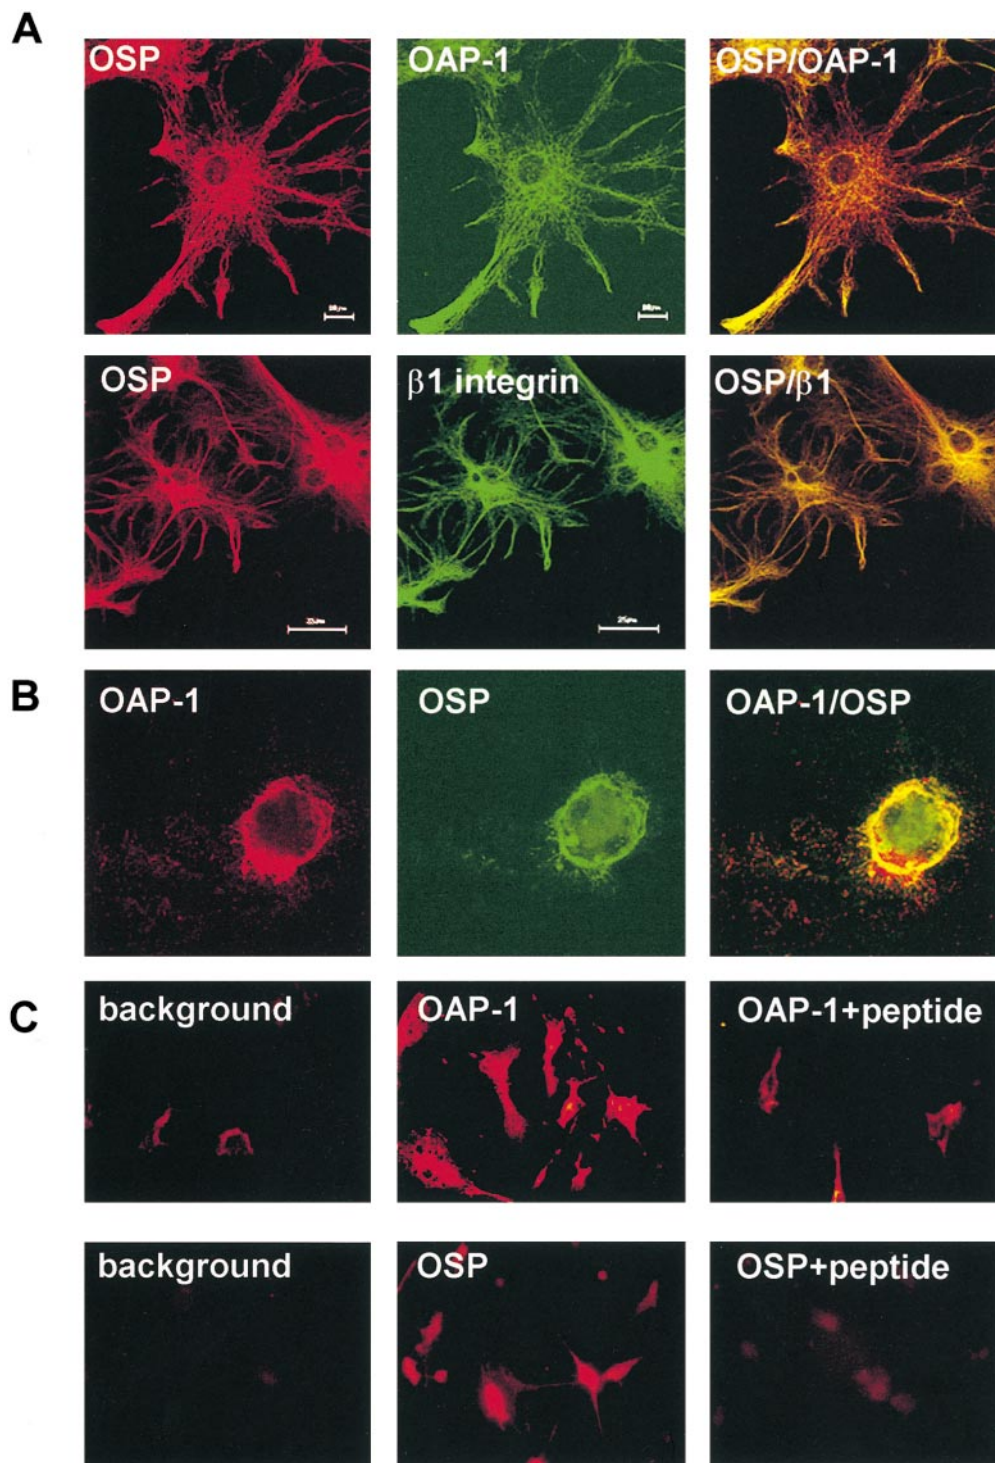 A
OSP
OAP-1
OSP/OAP-1
OSP
β1 integrin
OSP/β1
25μm
B
OAP-1
OSP
OAP-1/OSP
C
background
OAP-1
OAP-1+peptide
background
OSP
OSP+peptide